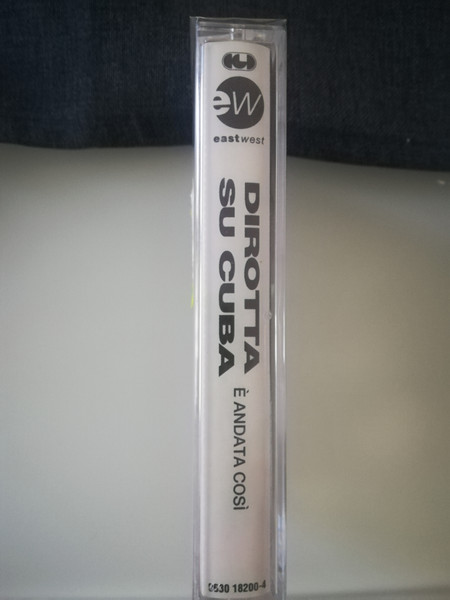 ew
eastwest
DIROTTA
SU CUBA
È ANDATA COSÌ
0630 18200-4